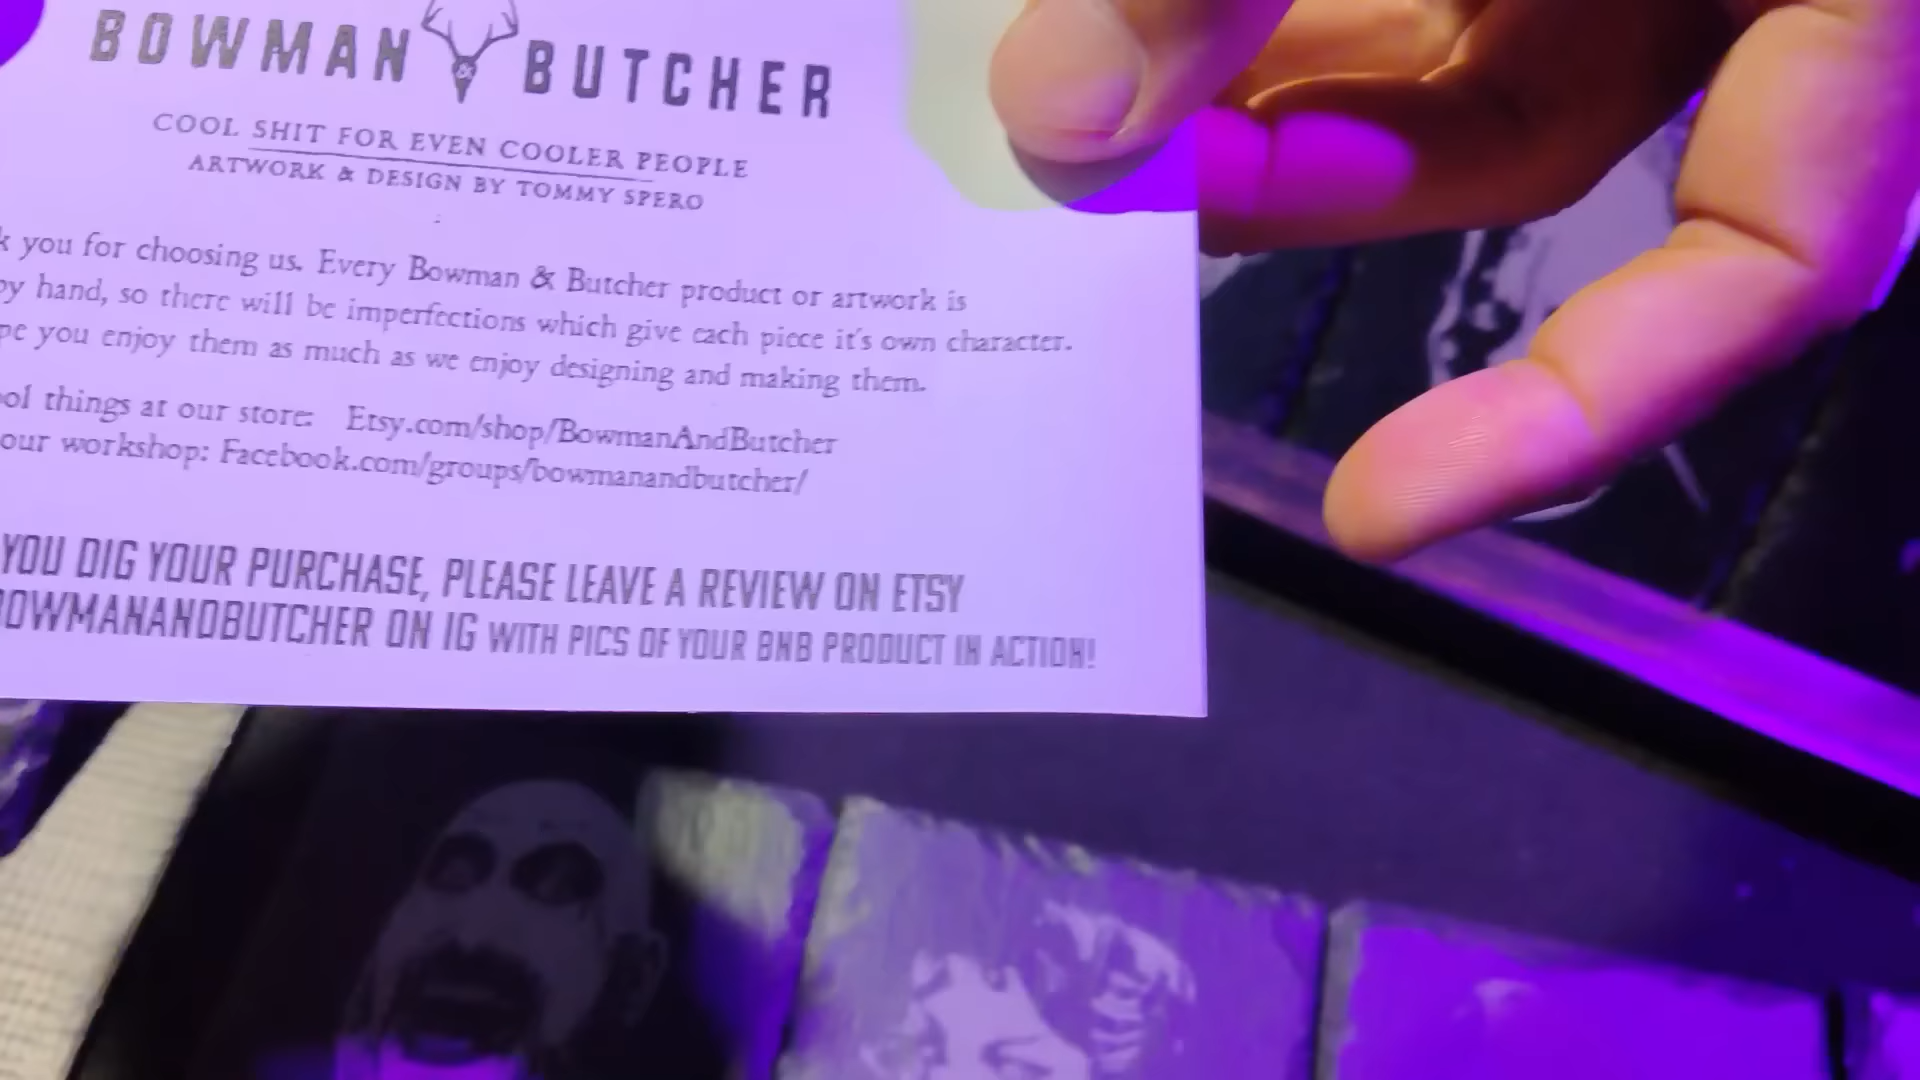 BOWMAN & BUTCHER
COOL SHIT FOR EVEN COOLER PEOPLE
ARTWORK & DESIGN BY TOMMY SPERO
k you for choosing us. Every Bowman & Butcher product or artwork is
by hand, so there will be imperfections which give each piece it's own character.
pe you enjoy them as much as we enjoy designing and making them.
ool things at our store: Etsy.com/shop/BowmanAndButcher
our workshop: Facebook.com/groups/bowmanandbutcher/
YOU DIG YOUR PURCHASE, PLEASE LEAVE A REVIEW ON ETSY
BOWMANANDBUTCHER ON IG WITH PICS OF YOUR BNB PRODUCT IN ACTION!